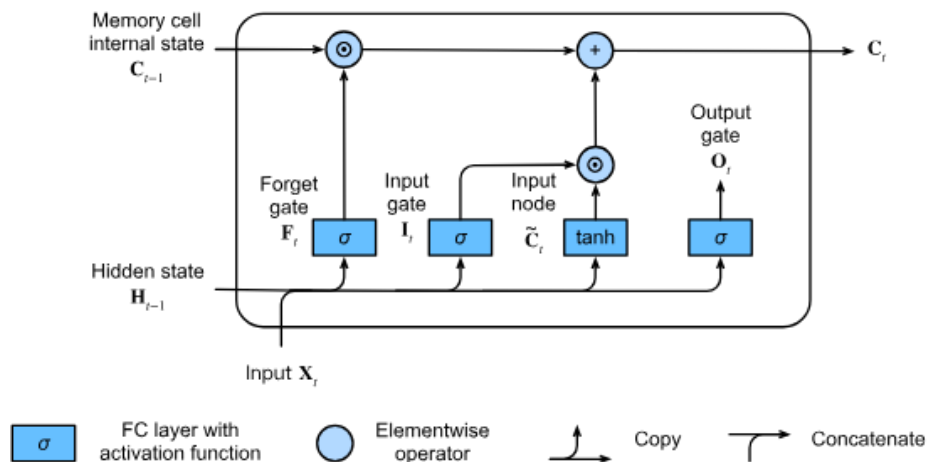 Memory cell
internal state
C_{t-1}
⊙
+
C_t
Output
gate
O_t
⊙
Forget
gate
F_t
Input
gate
I_t
Input
node
C̃_t
σ
σ
tanh
σ
Hidden state
H_{t-1}
Input X_t
σ
FC layer with
activation function
Elementwise
operator
Copy
Concatenate